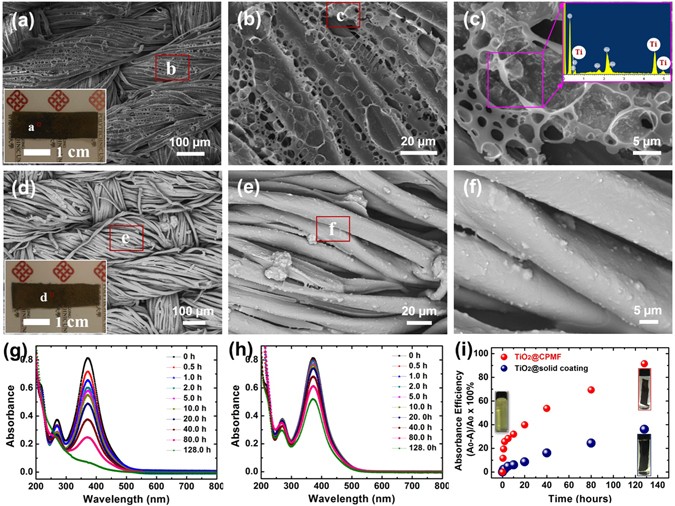 (a)
b
a
1 cm
100 μm
(b)
c
20 μm
(c)
Ti
Ti
Ti
5 μm
(d)
e
d
1 cm
100 μm
(e)
f
20 μm
(f)
5 μm
(g)
0 h
0.5 h
1.0 h
2.0 h
5.0 h
10.0 h
20.0 h
40.0 h
80.0 h
128.0 h
0.8
0.6
0.4
0.2
0.0
Absorbance
200 300 400 500 600 700 800
Wavelength (nm)
(h)
0 h
0.5 h
1.0 h
2.0 h
5.0 h
10.0 h
20.0 h
40.0 h
80.0 h
128. 0h
0.8
0.6
0.4
0.2
0.0
Absorbance
200 300 400 500 600 700 800
Wavelength (nm)
(i)
TiO2@CPMF
TiO2@solid coating
100
80
60
40
20
0
Absorbance Efficiency
(Ao-A)/A0 x 100%
0 20 40 60 80 100 120 140
Time (hours)